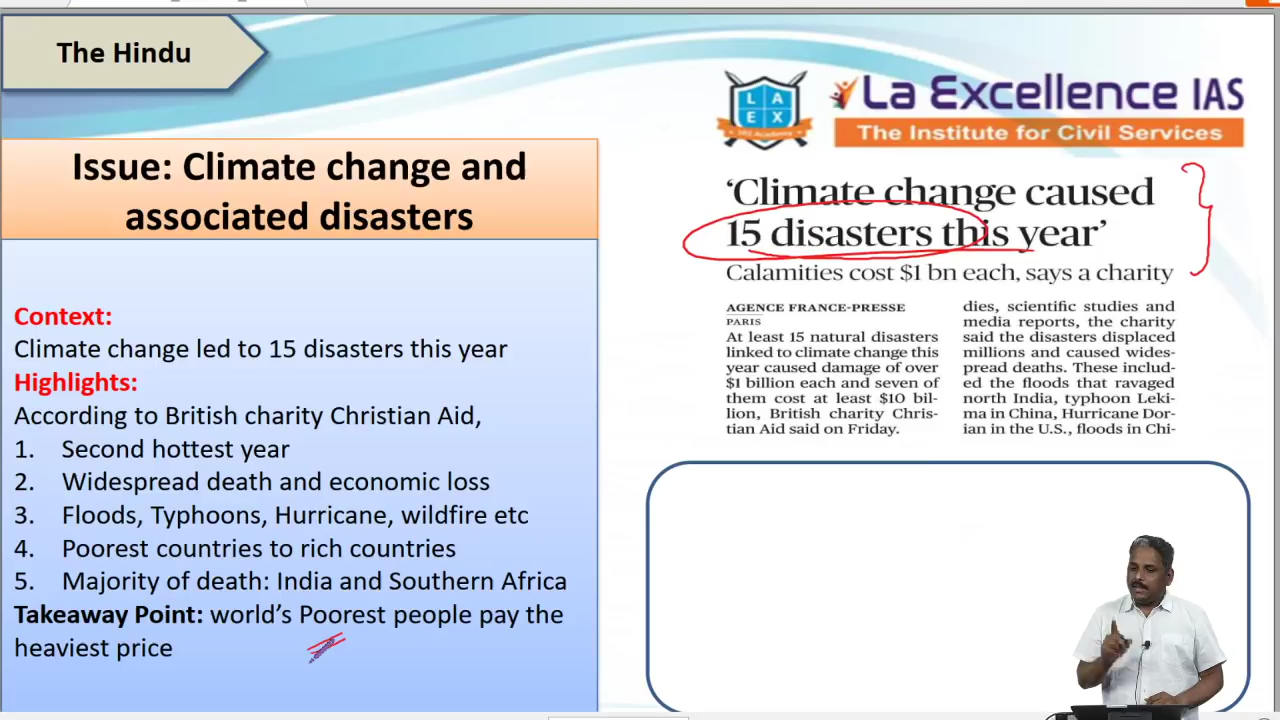 The Hindu
LA
EX
La Excellence IAS
The Institute for Civil Services
Issue: Climate change and
associated disasters
Context:
Climate change led to 15 disasters this year
Highlights:
According to British charity Christian Aid,
1. Second hottest year
2. Widespread death and economic loss
3. Floods, Typhoons, Hurricane, wildfire etc
4. Poorest countries to rich countries
5. Majority of death: India and Southern Africa
Takeaway Point: world’s Poorest people pay the
heaviest price
‘Climate change caused
15 disasters this year’
Calamities cost $1 bn each, says a charity
AGENCE FRANCE-PRESSE
PARIS
At least 15 natural disasters
linked to climate change this
year caused damage of over
$1 billion each and seven of
them cost at least $10 bil-
lion, British charity Chris-
tian Aid said on Friday.
dies, scientific studies and
media reports, the charity
said the disasters displaced
millions and caused wides-
pread deaths. These includ-
ed the floods that ravaged
north India, typhoon Leki-
ma in China, Hurricane Dor-
ian in the U.S., floods in Chi-